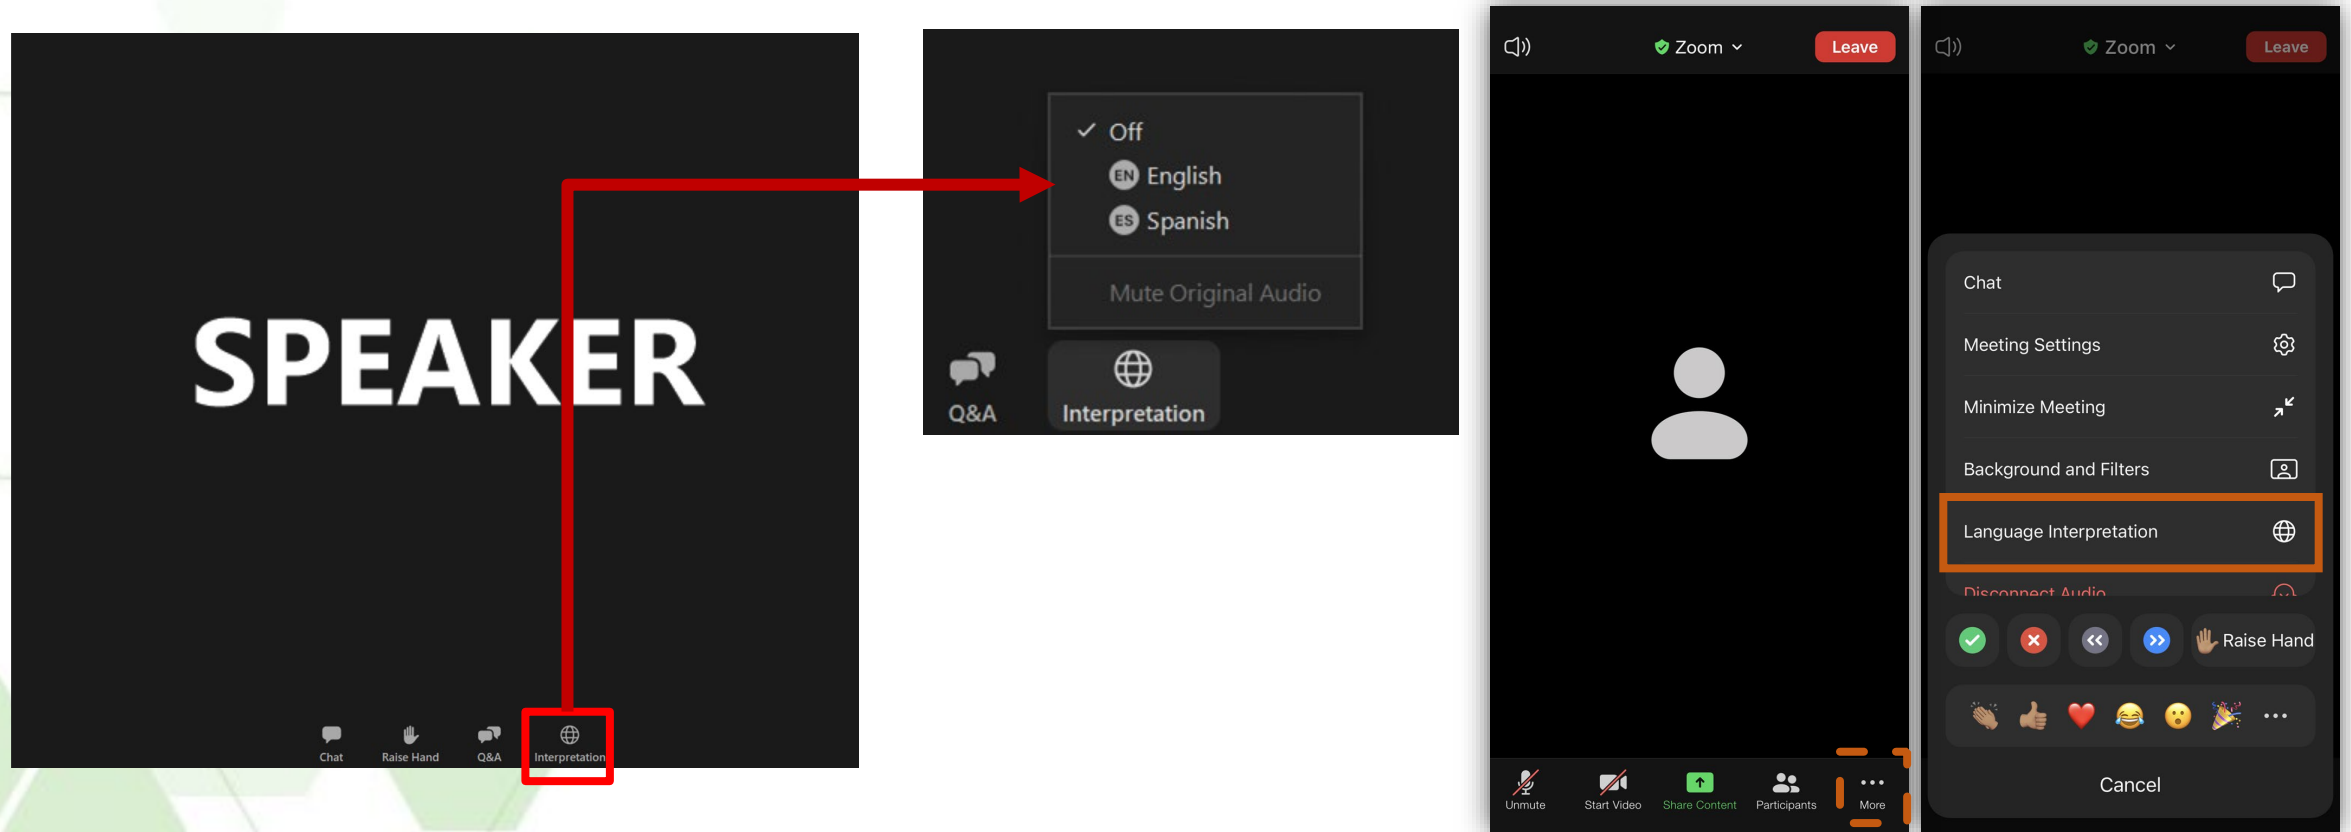 SPEAKER
Chat
Raise Hand
Q&A
Interpretation
✓ Off
EN English
ES Spanish
Mute Original Audio
Q&A
Interpretation
Zoom
Leave
Unmute
Start Video
Share Content
Participants
More
Zoom
Leave
Chat
Meeting Settings
Minimize Meeting
Background and Filters
Language Interpretation
Disconnect Audio
Raise Hand
Cancel